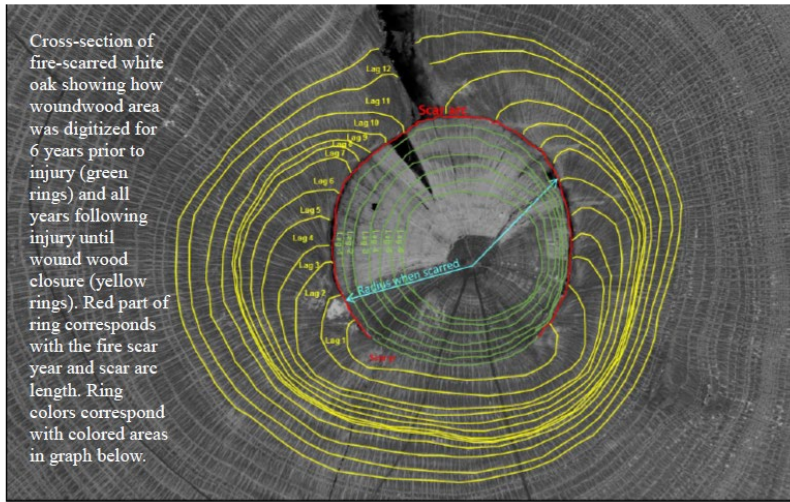 Cross-section of
fire-scarred white
oak showing how
woundwood area
was digitized for
6 years prior to
injury (green
rings) and all
years following
injury until
wound wood
closure (yellow
rings). Red part of
ring corresponds
with the fire scar
year and scar arc
length. Ring
colors correspond
with colored areas
in graph below.
Lag 12
Lag 11
Lag 10
Lag 9
Lag 7
Lag 6
Lag 5
Lag 4
Lag 3
Lag 2
Lag 1
Scar arc
Radius when scarred